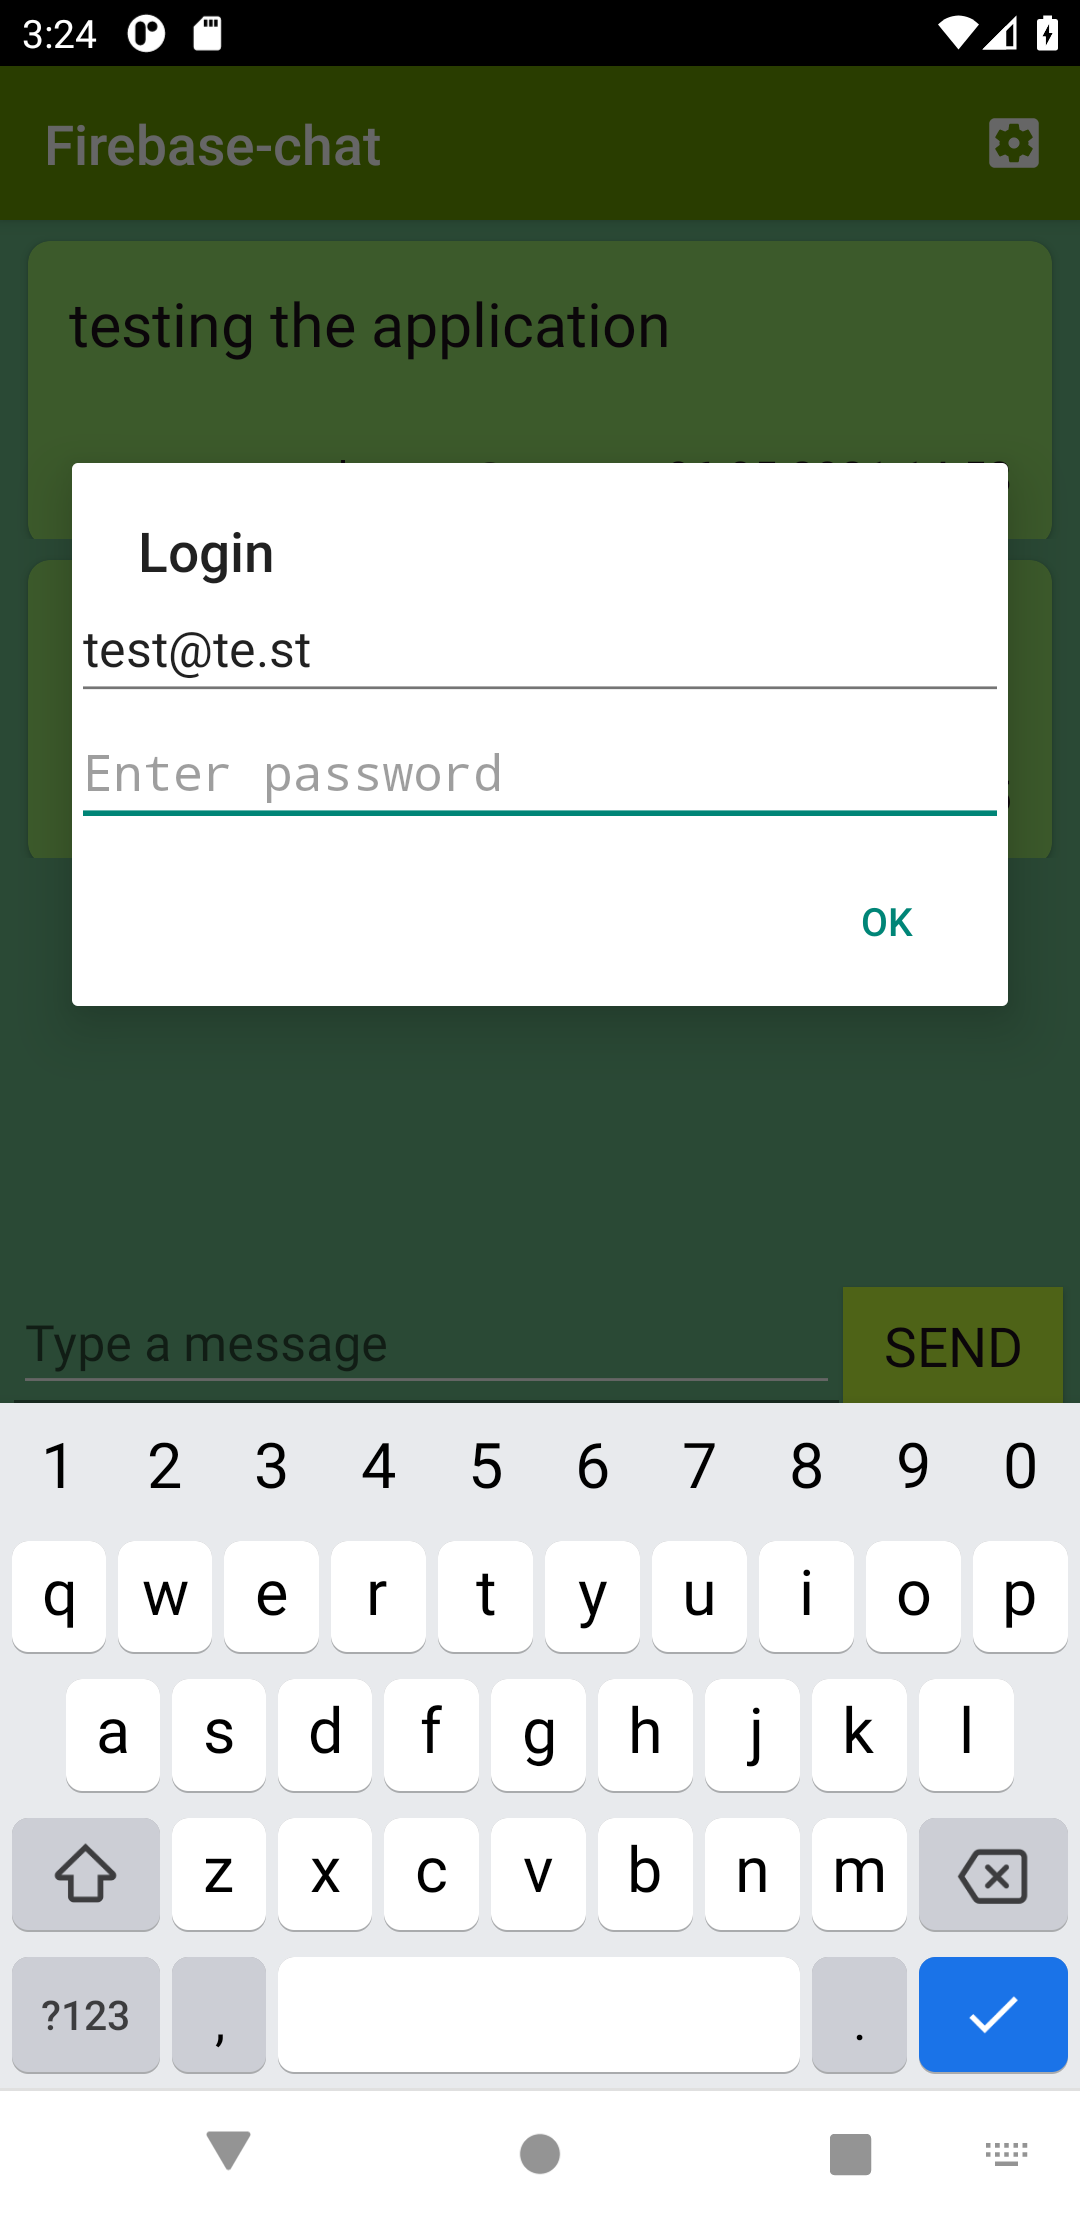 3:24
Firebase-chat
testing the application
Login
test@te.st
Enter password
OK
Type a message
SEND
1 2 3 4 5 6 7 8 9 0
q w e r t y u i o p
a s d f g h j k l
z x c v b n m
?123 , .